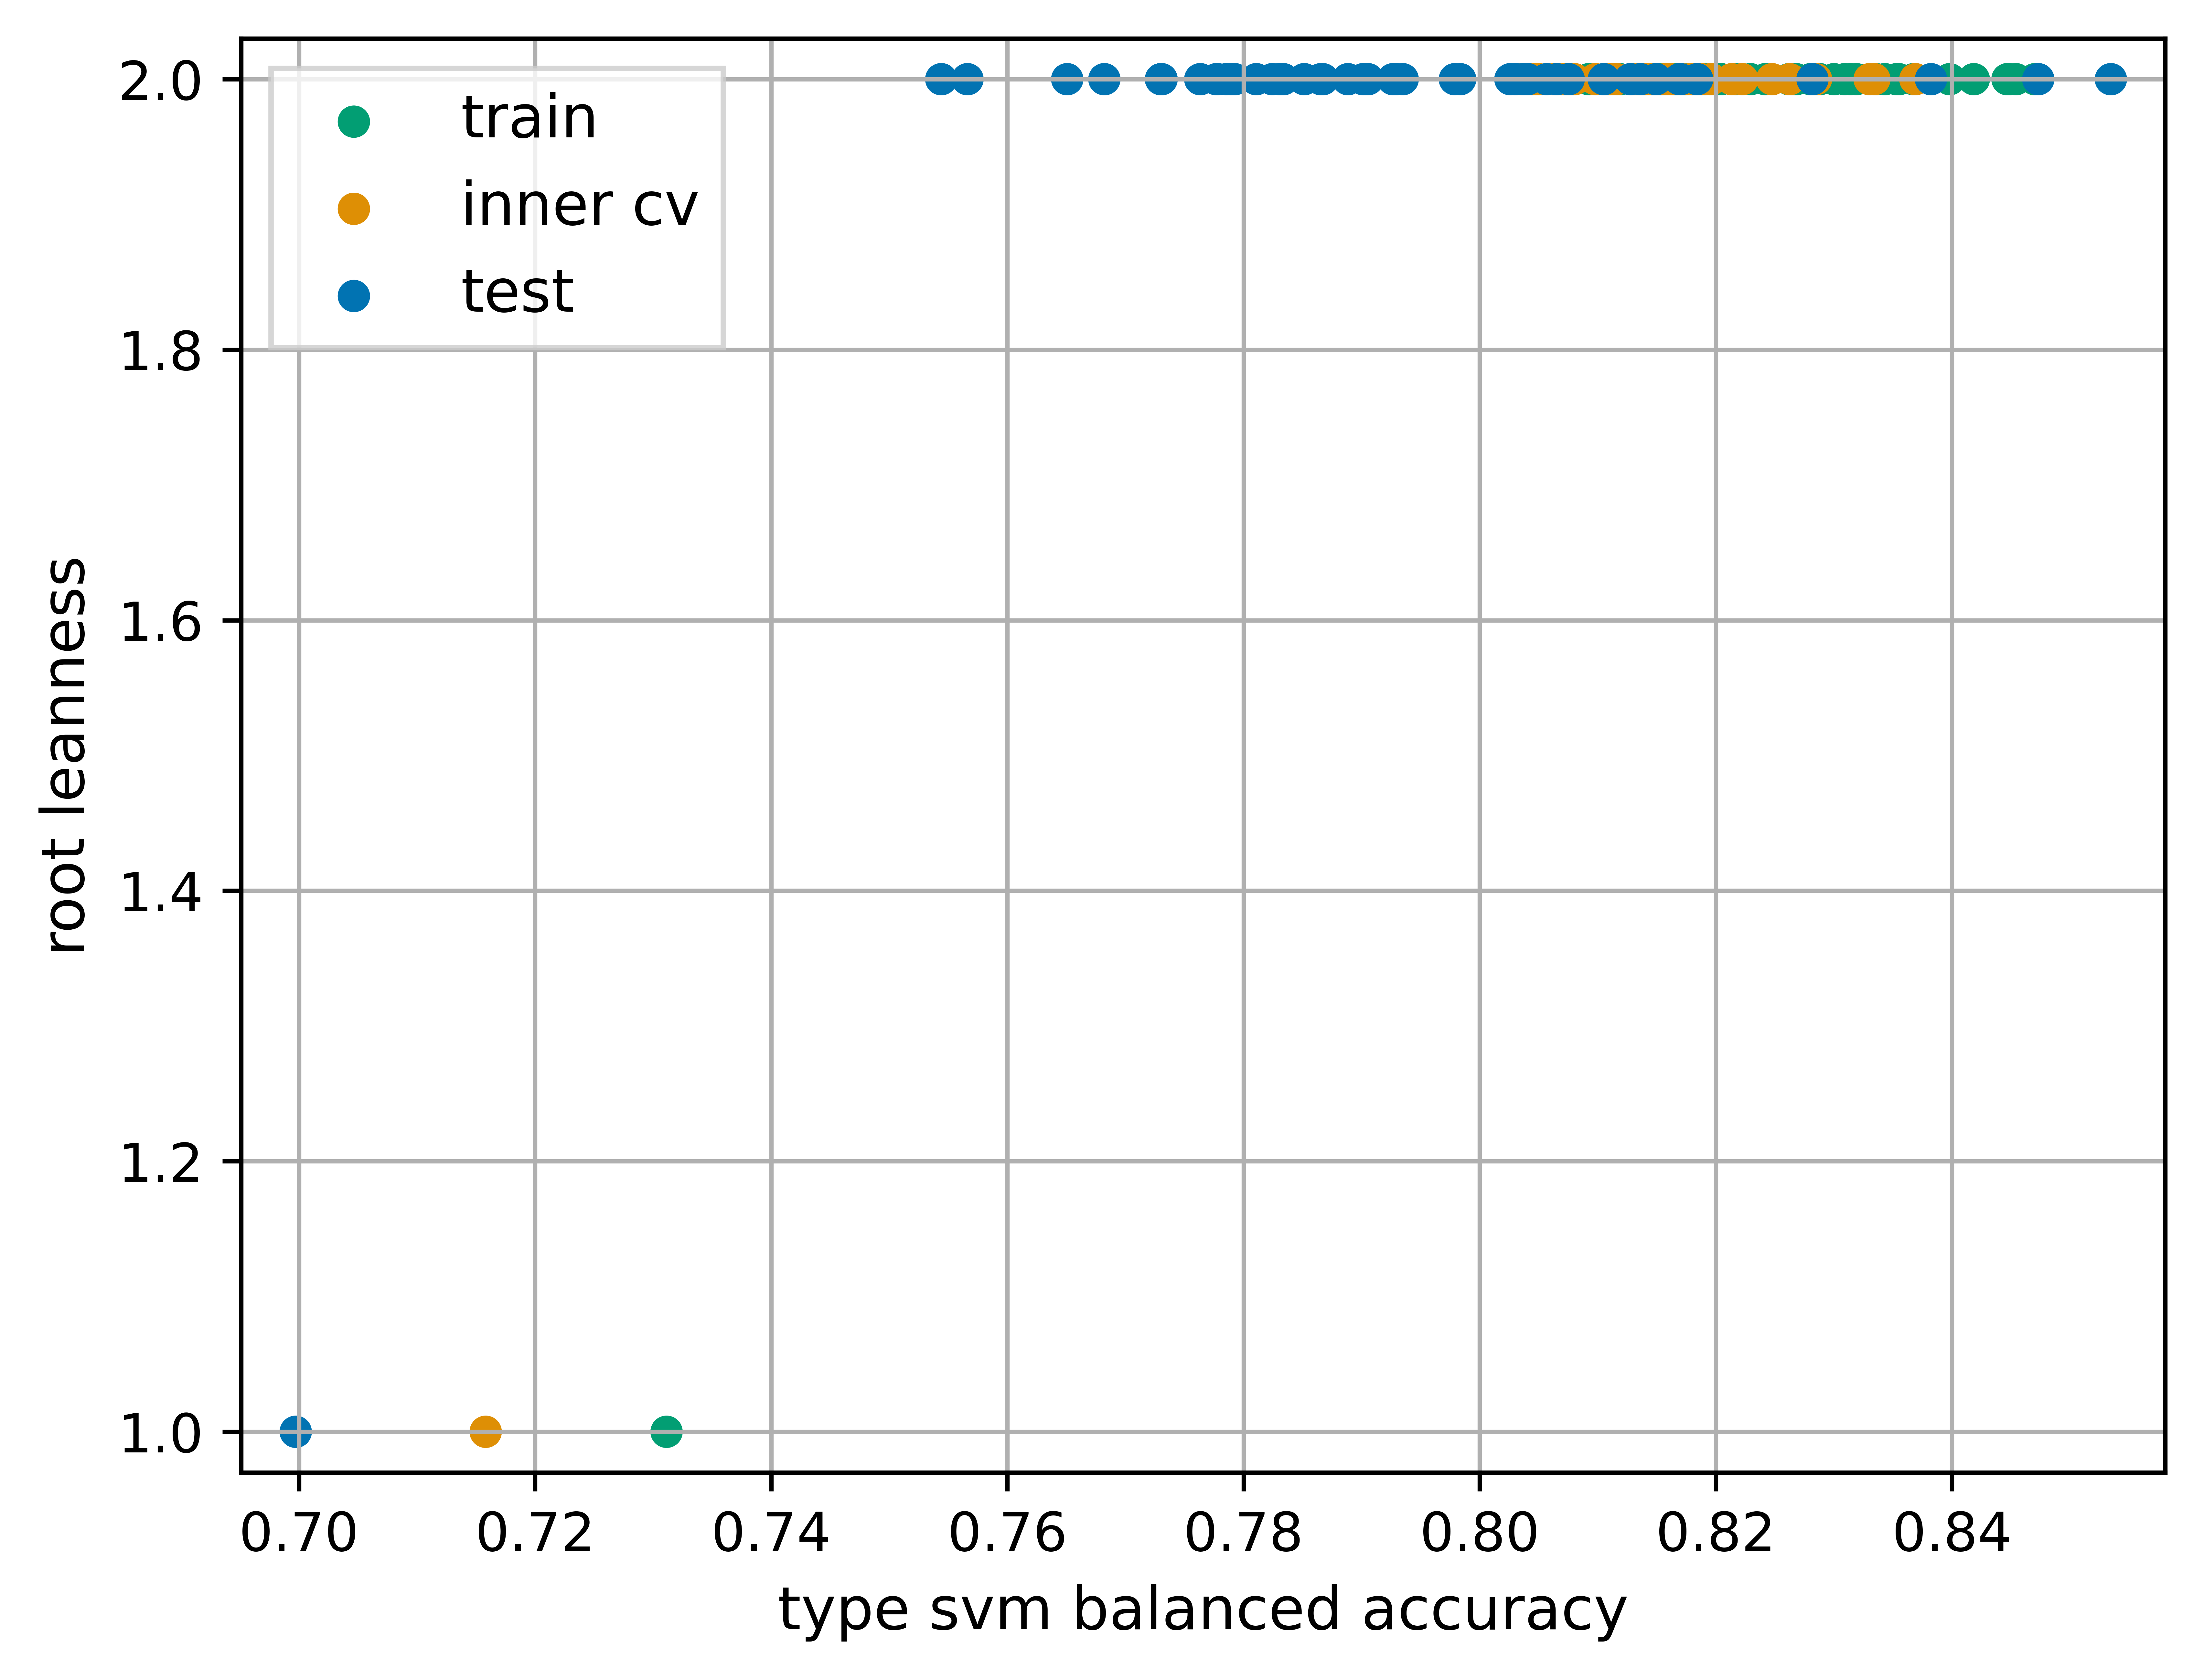 train
inner cv
test
root leanness
2.0
1.8
1.6
1.4
1.2
1.0
0.70 0.72 0.74 0.76 0.78 0.80 0.82 0.84
type svm balanced accuracy